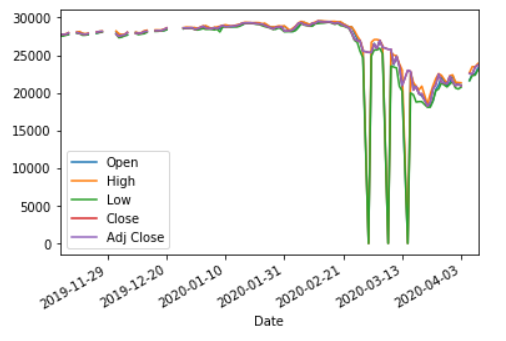 30000
25000
20000
15000
10000
5000
0
Open
High
Low
Close
Adj Close
2019-11-29
2019-12-20
2020-01-10
2020-01-31
2020-02-21
2020-03-13
2020-04-03
Date